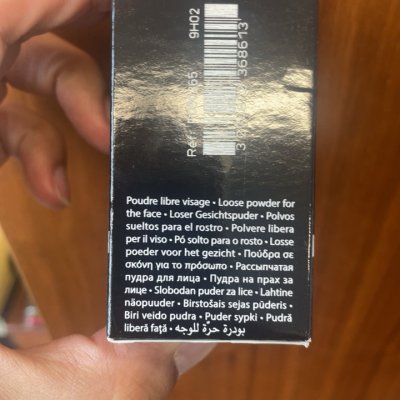 9H02
Poudre libre visage • Loose powder for
the face • Loser Gesichtspuder • Polvos
sueltos para el rostro • Polvere libera
per il viso • Pó solto para o rosto • Losse
poeder voor het gezicht • Πούδρα σε
σκόνη για το πρόσωπο • Рассыпчатая
пудра для лица • Пудра на прах за
лице • Slobodan puder za lice • Lahtine
näopuuder • Birstošais sejas pūderis •
Biri veido pudra • Puder sypki • Pudră
liberă față • بودرة حرّة للوجه